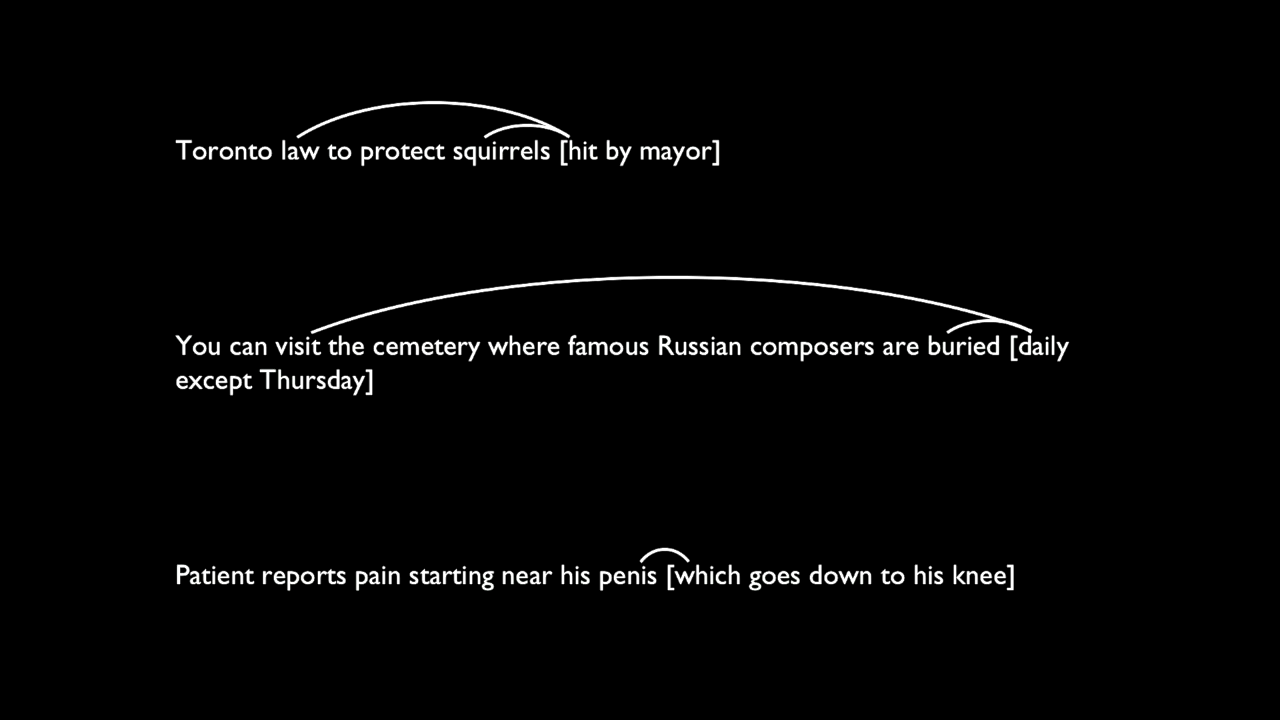 Toronto law to protect squirrels [hit by mayor]
You can visit the cemetery where famous Russian composers are buried [daily
except Thursday]
Patient reports pain starting near his penis [which goes down to his knee]